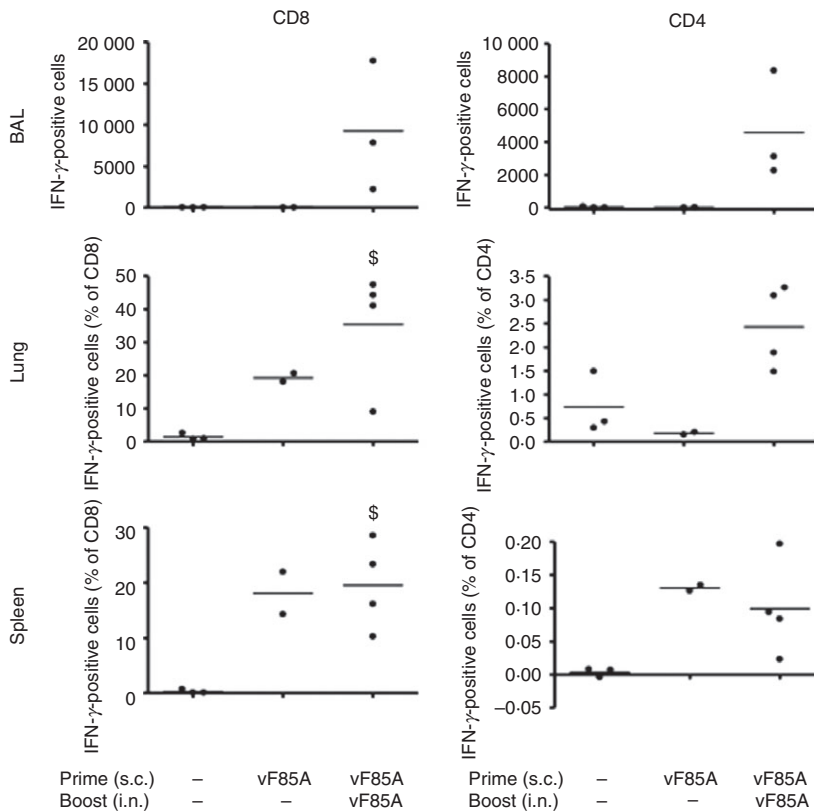 CD8
CD4
BAL
IFN-γ-positive cells
20 000
15 000
10 000
5000
0
IFN-γ-positive cells
10 000
8000
6000
4000
2000
0
Lung
IFN-γ-positive cells (% of CD8)
50
40
30
20
10
0
$
IFN-γ-positive cells (% of CD4)
3·5
3·0
2·5
2·0
1·5
1·0
0·5
0·0
Spleen
IFN-γ-positive cells (% of CD8)
30
20
10
0
$
IFN-γ-positive cells (% of CD4)
0·20
0·15
0·10
0·05
0·00
–0·05
Prime (s.c.) – vF85A vF85A
Boost (i.n.) – – vF85A
Prime (s.c.) – vF85A vF85A
Boost (i.n.) – – vF85A